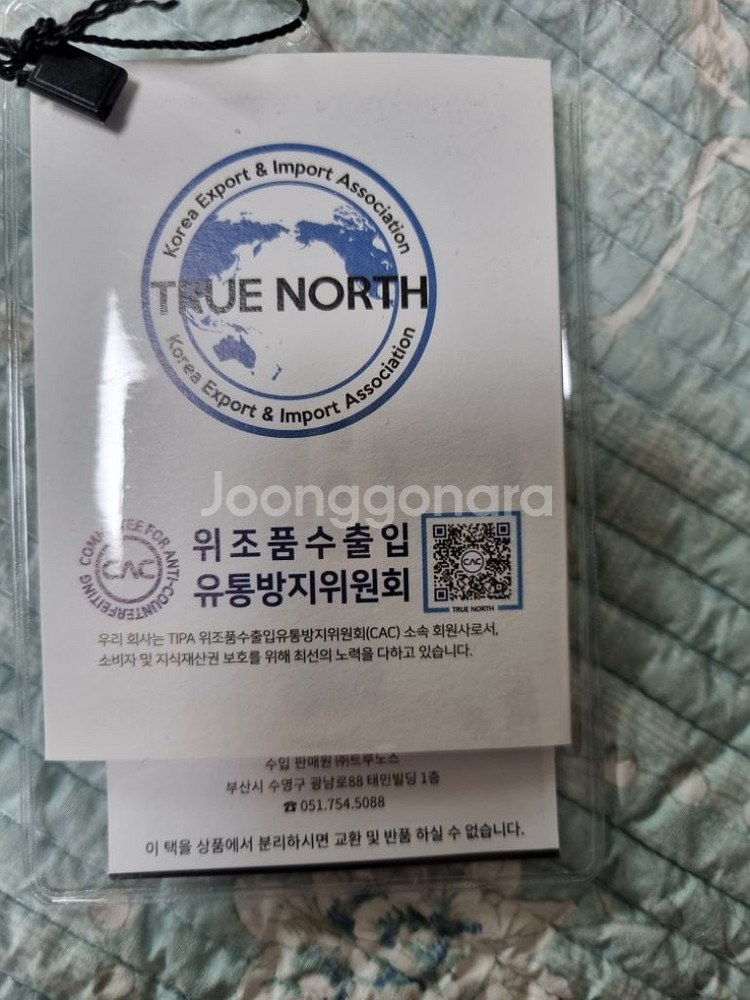 Korea Export & Import Association
TRUE NORTH
Korea Export & Import Association
Joonggonara
COMMITTEE FOR ANTI-COUNTERFEITING
CAC
위조품수출입
유통방지위원회
CAC
TRUE NORTH
우리 회사는 TIPA 위조품수출입유통방지위원회(CAC) 소속 회원사로서,
소비자 및 지식재산권 보호를 위해 최선의 노력을 다하고 있습니다.
수입 판매원 ㈜트루노스
부산시 수영구 광남로88 태민빌딩 1층
☎ 051.754.5088
이 택을 상품에서 분리하시면 교환 및 반품 하실 수 없습니다.